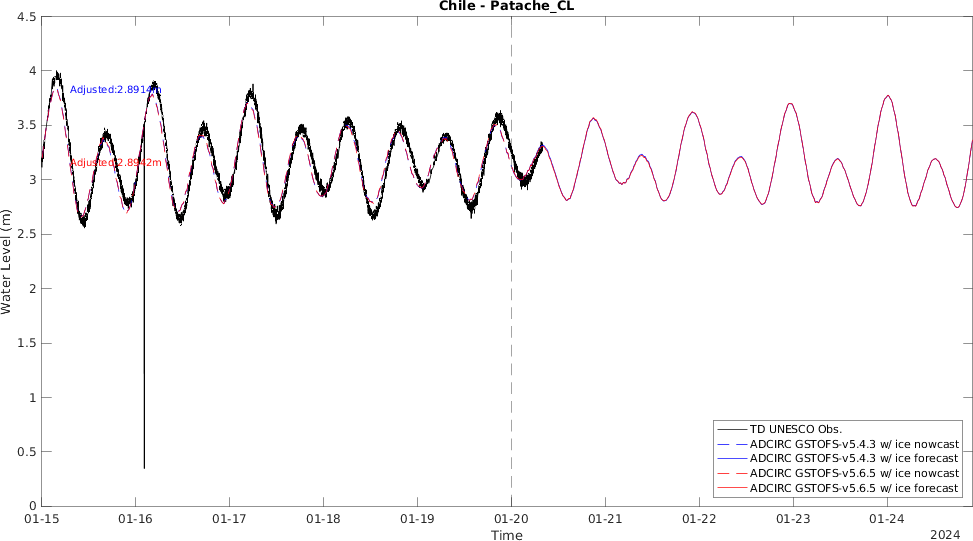 Chile - Patache_CL
4.5
4
3.5
3
2.5
2
1.5
1
0.5
0
Water Level (m)
Adjusted:2.8914m
Adjusted:2.8942m
TD UNESCO Obs.
ADCIRC GSTOFS-v5.4.3 w/ ice nowcast
ADCIRC GSTOFS-v5.4.3 w/ ice forecast
ADCIRC GSTOFS-v5.6.5 w/ ice nowcast
ADCIRC GSTOFS-v5.6.5 w/ ice forecast
01-15 01-16 01-17 01-18 01-19 01-20 01-21 01-22 01-23 01-24
Time
2024